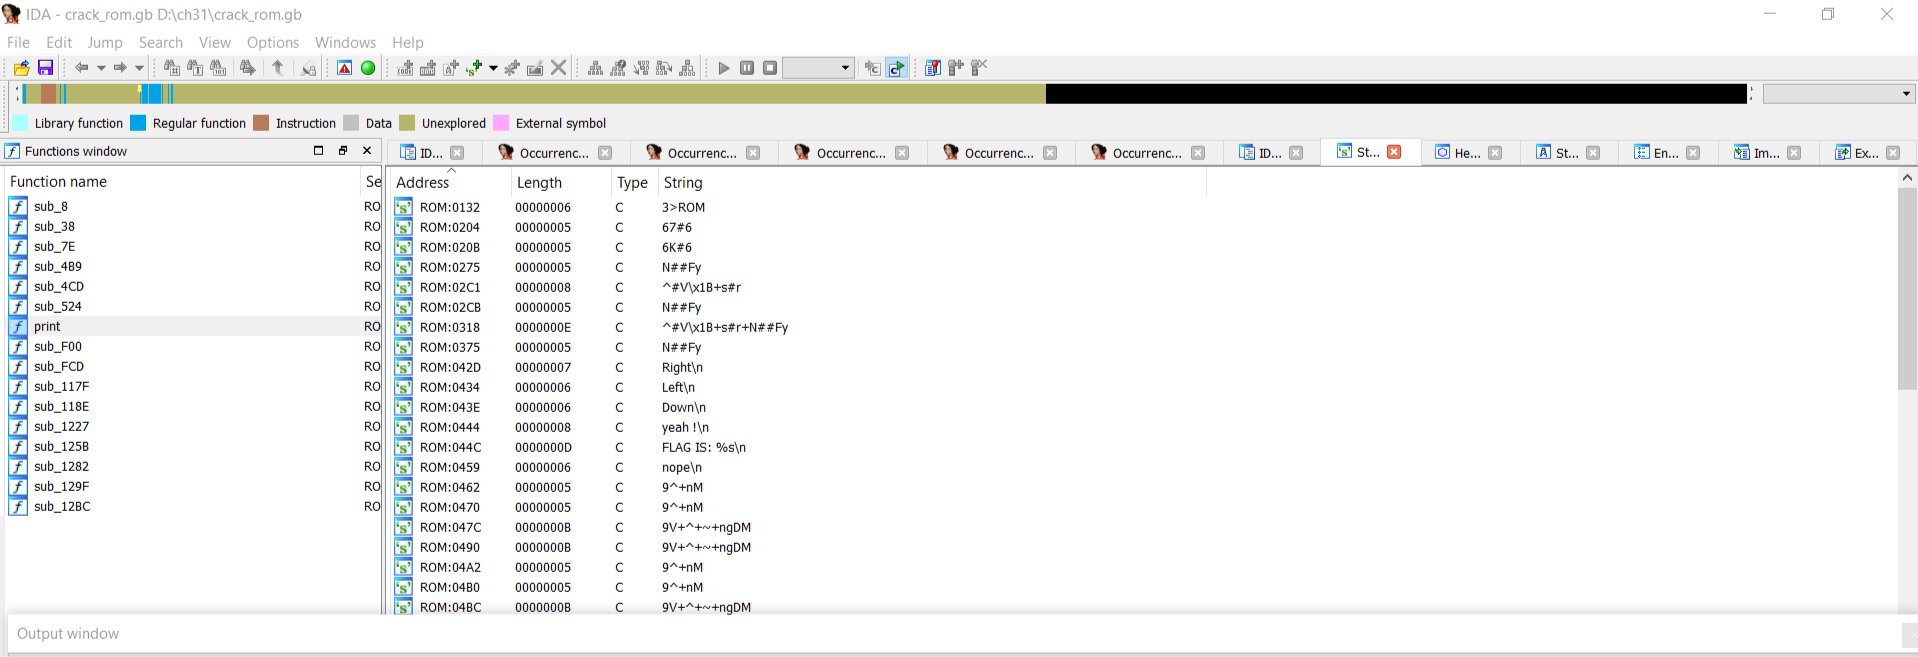 IDA - crack_rom.gb D:\ch31\crack_rom.gb
File Edit Jump Search View Options Windows Help
Library function Regular function Instruction Data Unexplored External symbol
Functions window
ID... Occurrenc... Occurrenc... Occurrenc... Occurrenc... Occurrenc... ID... St... He... St... En... Im... Ex...
Function name Se
sub_8 RO
sub_38 RO
sub_7E RO
sub_4B9 RO
sub_4CD RO
sub_524 RO
print RO
sub_F00 RO
sub_FCD RO
sub_117F RO
sub_118E RO
sub_1227 RO
sub_125B RO
sub_1282 RO
sub_129F RO
sub_12BC RO
Address Length Type String
ROM:0132 00000006 C 3>ROM
ROM:0204 00000005 C 67#6
ROM:020B 00000005 C 6K#6
ROM:0275 00000005 C N##Fy
ROM:02C1 00000008 C ^#V\x1B+s#r
ROM:02CB 00000005 C N##Fy
ROM:0318 0000000E C ^#V\x1B+s#r+N##Fy
ROM:0375 00000005 C N##Fy
ROM:042D 00000007 C Right\n
ROM:0434 00000006 C Left\n
ROM:043E 00000006 C Down\n
ROM:0444 00000008 C yeah !\n
ROM:044C 0000000D C FLAG IS: %s\n
ROM:0459 00000006 C nope\n
ROM:0462 00000005 C 9^+nM
ROM:0470 00000005 C 9^+nM
ROM:047C 0000000B C 9V+^+~+ngDM
ROM:0490 0000000B C 9V+^+~+ngDM
ROM:04A2 00000005 C 9^+nM
ROM:04B0 00000005 C 9^+nM
ROM:04BC 0000000B C 9V+^+~+ngDM
Output window